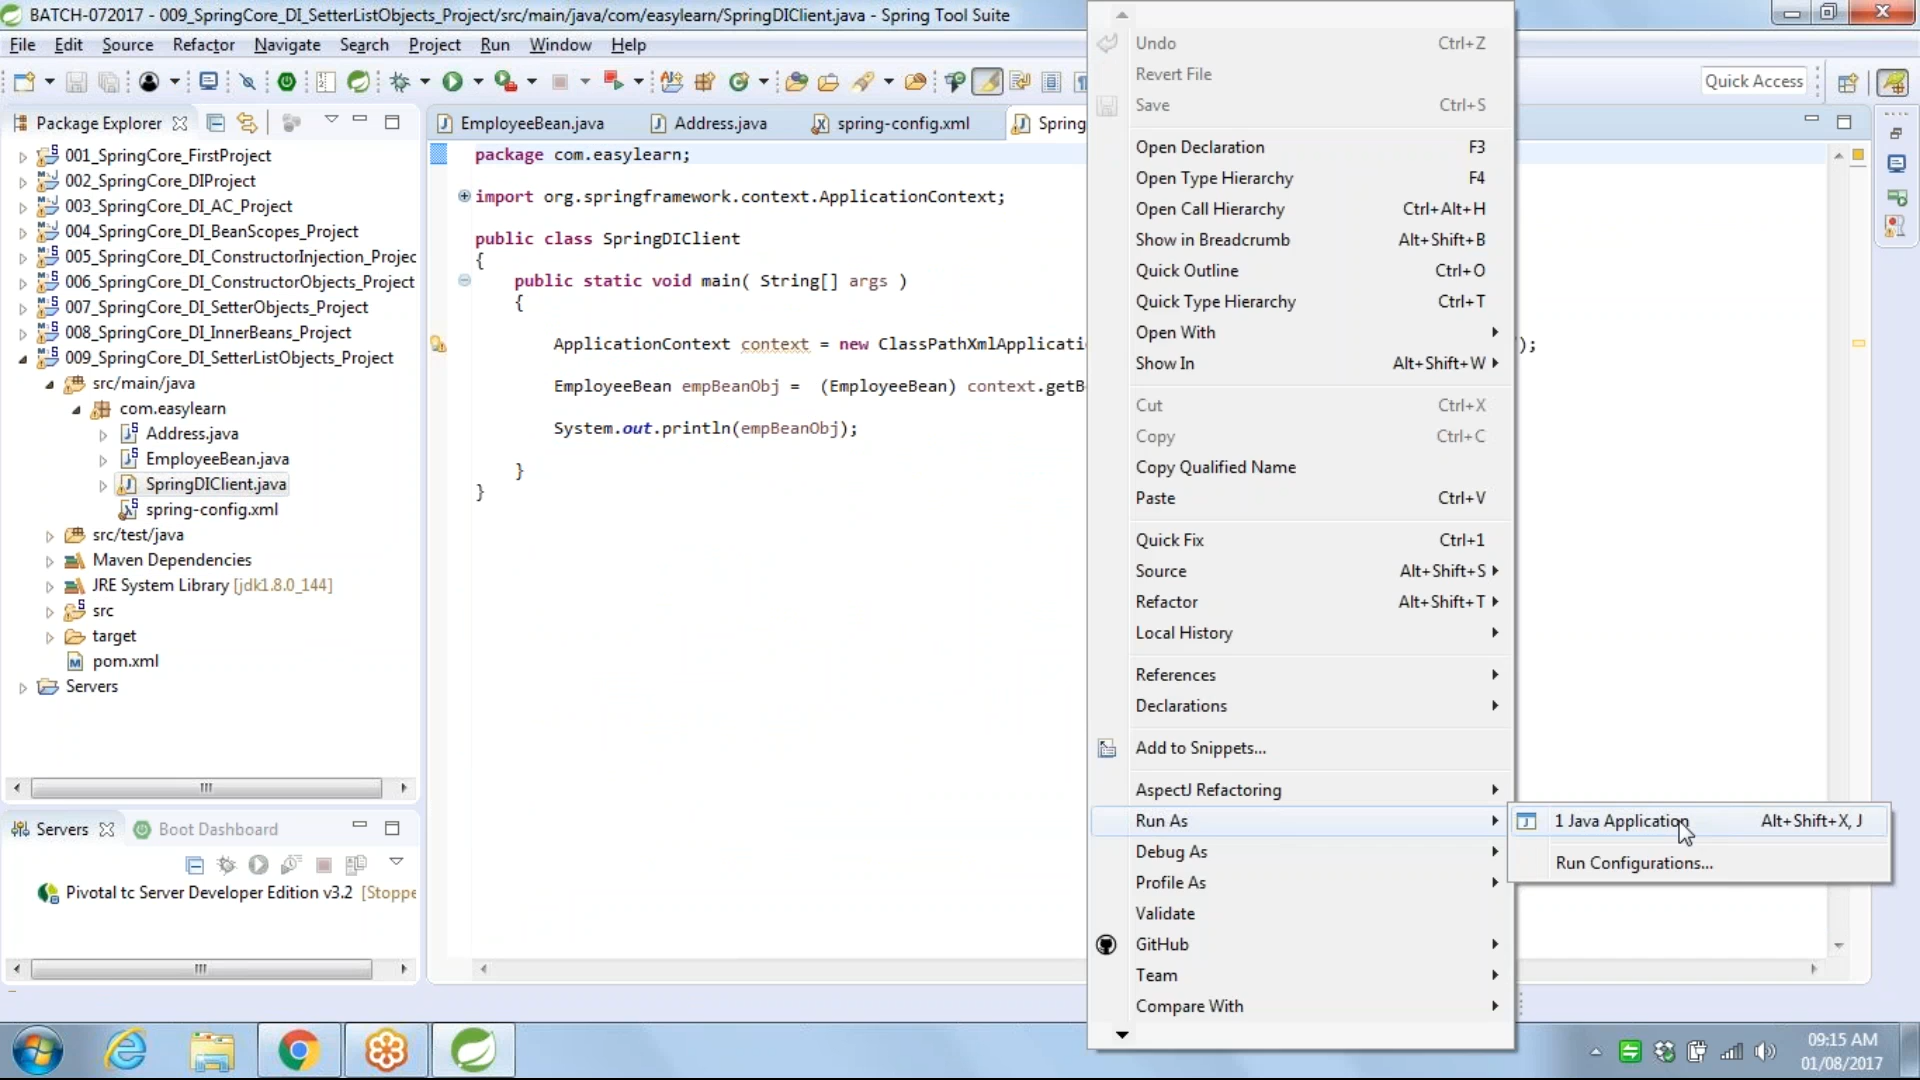 BATCH-072017 - 009_SpringCore_DI_SetterListObjects_Project/src/main/java/com/easylearn/SpringDIClient.java - Spring Tool Suite
File Edit Source Refactor Navigate Search Project Run Window Help
Quick Access
Package Explorer
001_SpringCore_FirstProject
002_SpringCore_DIProject
003_SpringCore_DI_AC_Project
004_SpringCore_DI_BeanScopes_Project
005_SpringCore_DI_ConstructorInjection_Projec
006_SpringCore_DI_ConstructorObjects_Project
007_SpringCore_DI_SetterObjects_Project
008_SpringCore_DI_InnerBeans_Project
009_SpringCore_DI_SetterListObjects_Project
src/main/java
com.easylearn
Address.java
EmployeeBean.java
SpringDIClient.java
spring-config.xml
src/test/java
Maven Dependencies
JRE System Library [jdk1.8.0_144]
src
target
pom.xml
Servers
Servers Boot Dashboard
Pivotal tc Server Developer Edition v3.2 [Stoppe
EmployeeBean.java Address.java spring-config.xml Spring
package com.easylearn;
import org.springframework.context.ApplicationContext;
public class SpringDIClient
{
public static void main( String[] args )
{
ApplicationContext context = new ClassPathXmlApplicati );
EmployeeBean empBeanObj = (EmployeeBean) context.getB
System.out.println(empBeanObj);
}
}
Undo Ctrl+Z
Revert File
Save Ctrl+S
Open Declaration F3
Open Type Hierarchy F4
Open Call Hierarchy Ctrl+Alt+H
Show in Breadcrumb Alt+Shift+B
Quick Outline Ctrl+O
Quick Type Hierarchy Ctrl+T
Open With
Show In Alt+Shift+W
Cut Ctrl+X
Copy Ctrl+C
Copy Qualified Name
Paste Ctrl+V
Quick Fix Ctrl+1
Source Alt+Shift+S
Refactor Alt+Shift+T
Local History
References
Declarations
Add to Snippets...
AspectJ Refactoring
Run As
Debug As
Profile As
Validate
GitHub
Team
Compare With
1 Java Application Alt+Shift+X, J
Run Configurations...
09:15 AM
01/08/2017